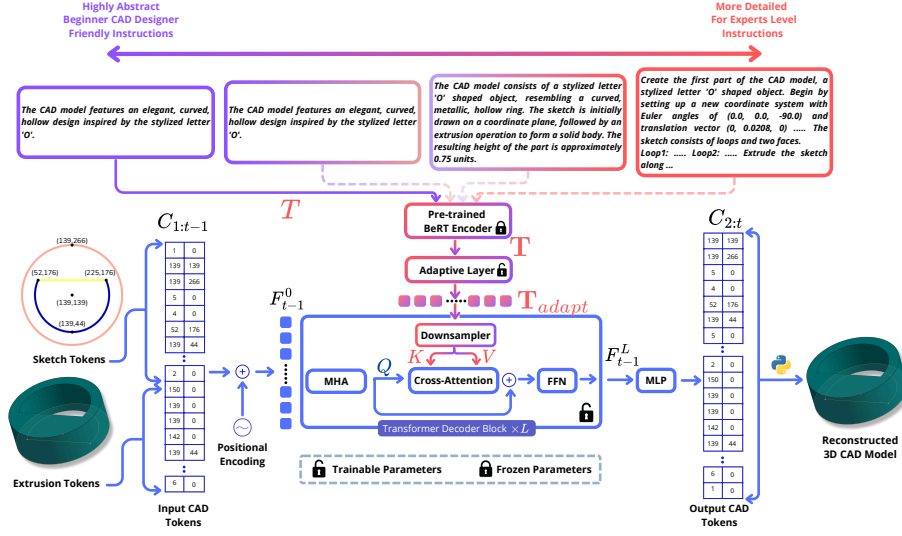 Highly Abstract
Beginner CAD Designer
Friendly Instructions
More Detailed
For Experts Level
Instructions
The CAD model features an elegant, curved,
hollow design inspired by the stylized letter
'O'.
The CAD model features an elegant, curved,
hollow design inspired by the stylized letter
'O'.
The CAD model consists of a stylized letter
'O' shaped object, resembling a curved,
metallic, hollow ring. The sketch is initially
drawn on a coordinate plane, followed by an
extrusion operation to form a solid body. The
resulting height of the part is approximately
0.75 units.
Create the first part of the CAD model, a
stylized letter 'O' shaped object. Begin by
setting up a new coordinate system with
Euler angles of (0.0, 0.0, -90.0) and
translation vector (0, 0.0208, 0) ..... The
sketch consists of loops and two faces.
Loop1: ..... Loop2: ..... Extrude the sketch
along ...
T
Pre-trained
BeRT Encoder
T
Adaptive Layer
T_adapt
C_{1:t-1}
1 0
139 139
139 266
5 0
4 0
52 176
139 44
2 0
150 0
139 0
139 0
142 0
139 44
6 0
Input CAD
Tokens
(139,266)
(52,176)
(225,176)
(139,139)
(139,44)
Sketch Tokens
Extrusion Tokens
Positional
Encoding
F^0_{t-1}
MHA
Q
Downsampler
K
V
Cross-Attention
FFN
Transformer Decoder Block ×L
F^L_{t-1}
MLP
Trainable Parameters
Frozen Parameters
C_{2:t}
139 139
139 266
5 0
4 0
52 176
139 44
5 0
2 0
150 0
139 0
139 0
142 0
139 44
6 0
1 0
Output CAD
Tokens
Reconstructed
3D CAD Model